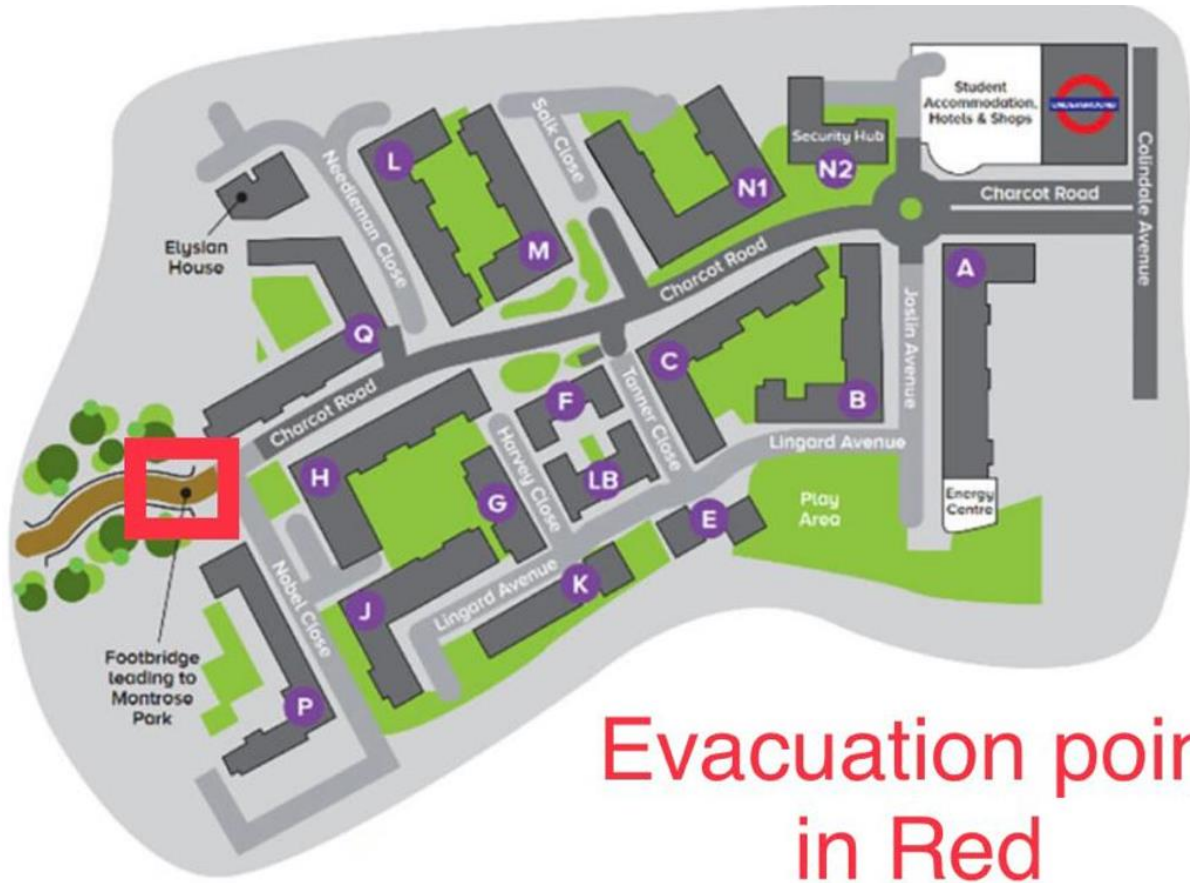 Student
Accommodation,
Hotels & Shops
UNDERGROUND
Security Hub
N2
Colindale Avenue
Charcot Road
Salk Close
L
Needleman Close
N1
Elysian
House
M
Charcot Road
A
Joslin Avenue
Q
C
Tanner Close
F
B
Charcot Road
Harvey Close
Lingard Avenue
H
LB
G
Play
Area
Energy
Centre
E
K
Lingard Avenue
Nobel Close
J
Footbridge
leading to
Montrose
Park
P
Evacuation poin
in Red